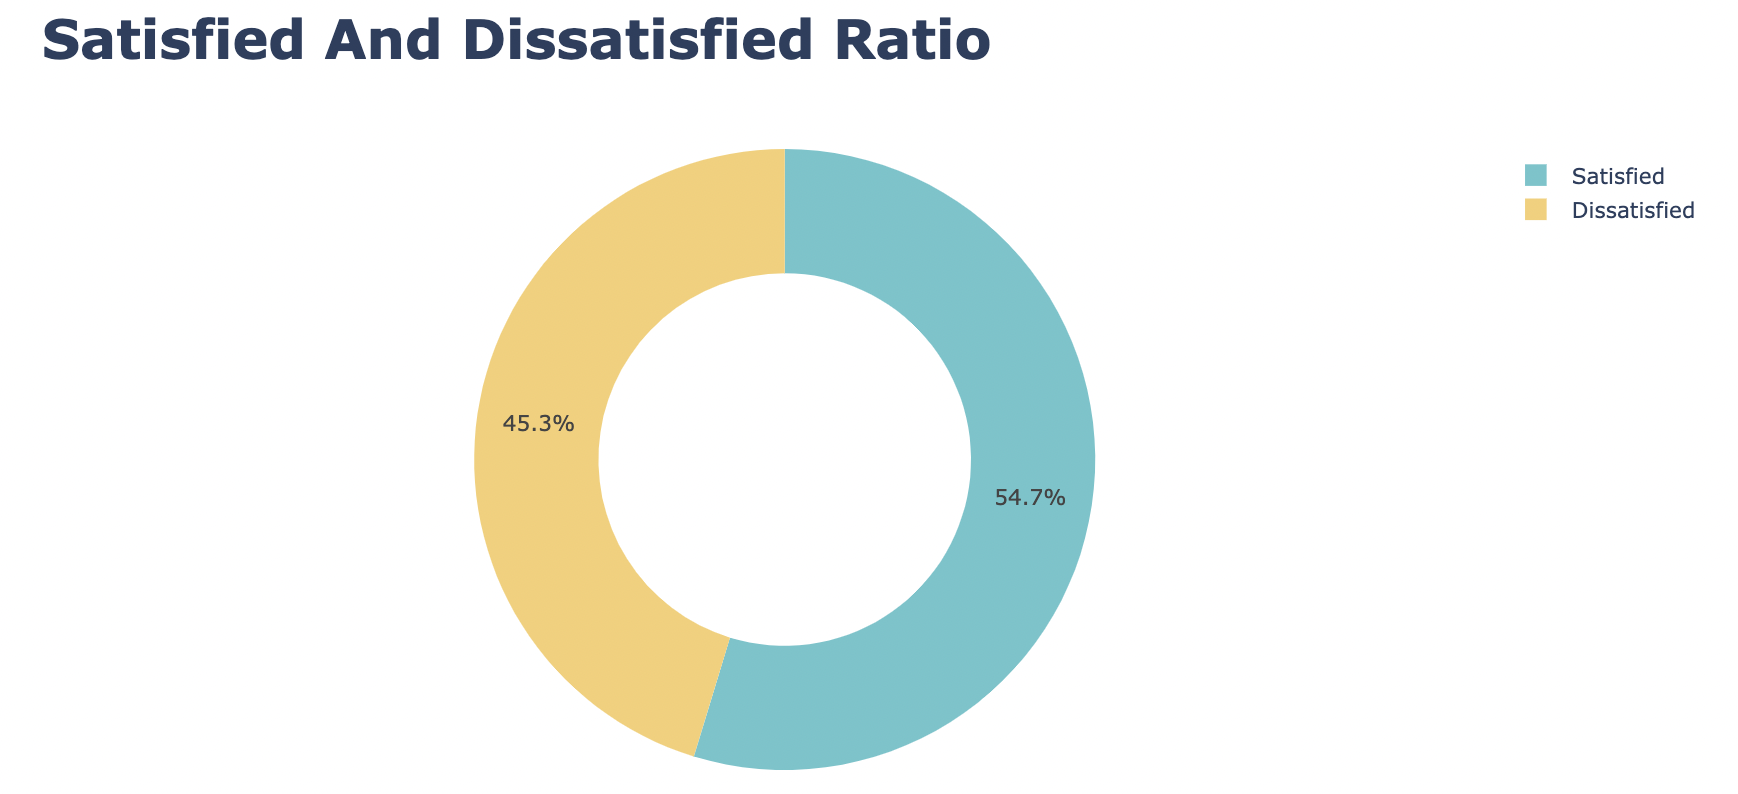 Satisfied And Dissatisfied Ratio
Satisfied
Dissatisfied
45.3%
54.7%